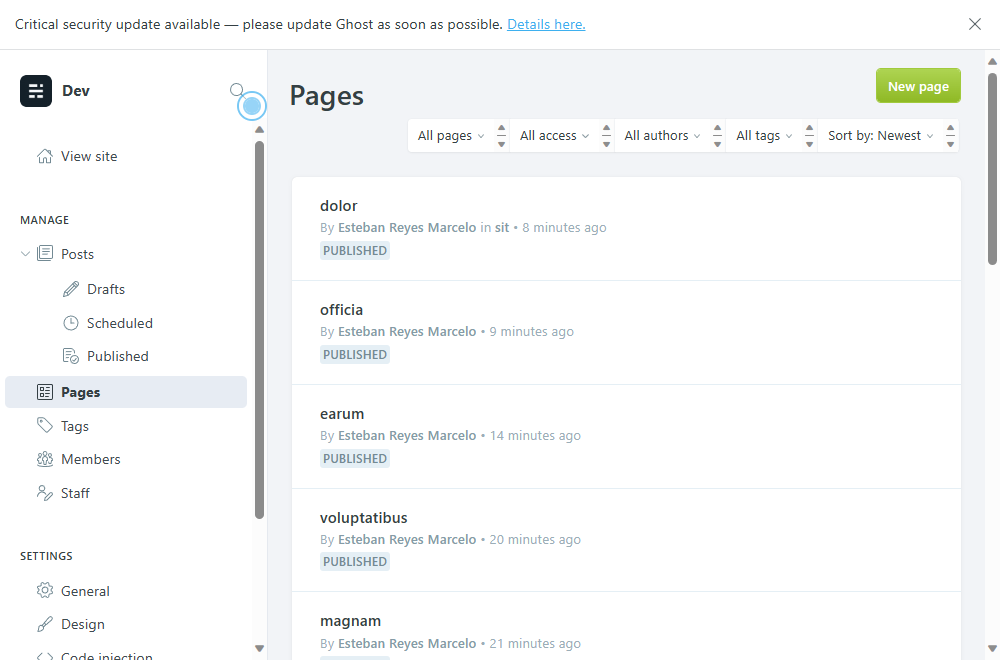 Critical security update available — please update Ghost as soon as possible. Details here.
Dev
View site
MANAGE
Posts
Drafts
Scheduled
Published
Pages
Tags
Members
Staff
SETTINGS
General
Design
Code injection
Pages
New page
All pages
All access
All authors
All tags
Sort by: Newest
dolor
By Esteban Reyes Marcelo in sit • 8 minutes ago
PUBLISHED
officia
By Esteban Reyes Marcelo • 9 minutes ago
PUBLISHED
earum
By Esteban Reyes Marcelo • 14 minutes ago
PUBLISHED
voluptatibus
By Esteban Reyes Marcelo • 20 minutes ago
PUBLISHED
magnam
By Esteban Reyes Marcelo • 21 minutes ago